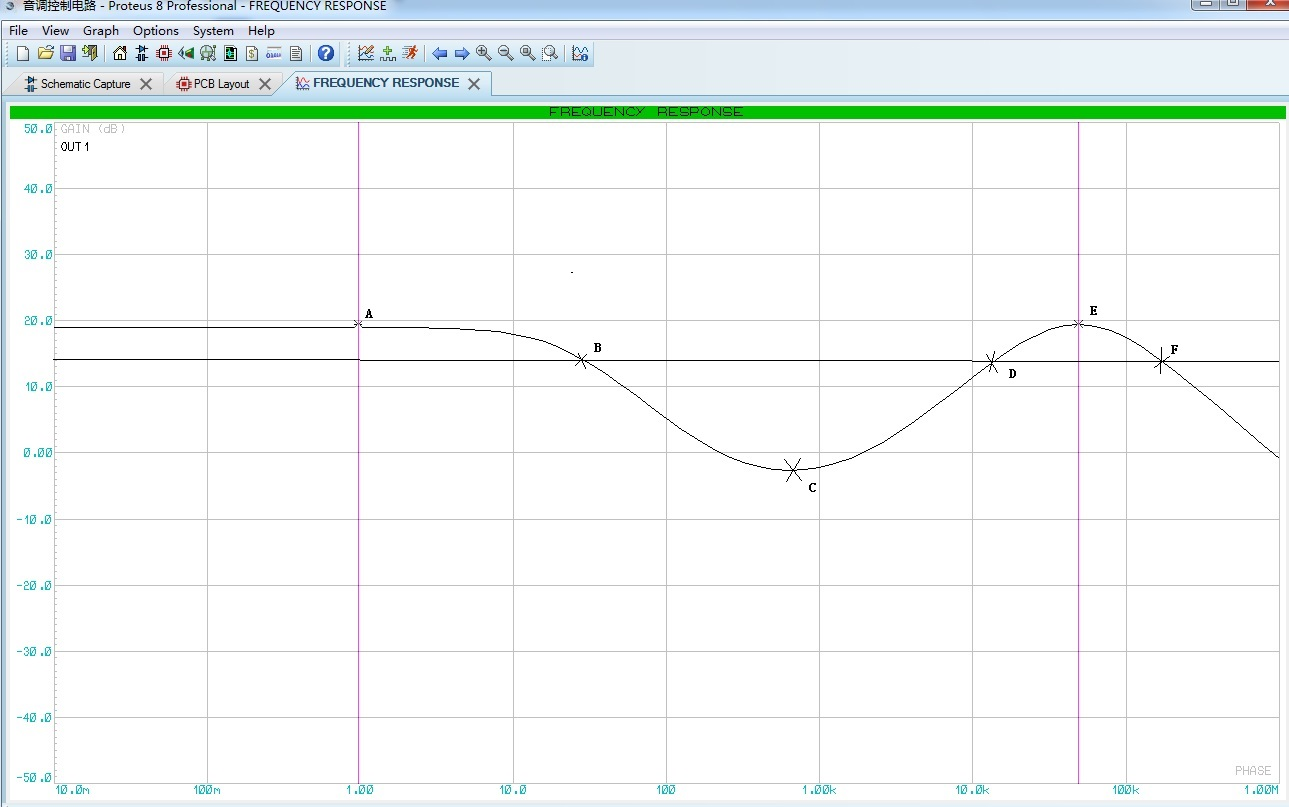 音调控制电路 - Proteus 8 Professional - FREQUENCY RESPONSE
File View Graph Options System Help
Schematic Capture PCB Layout FREQUENCY RESPONSE
FREQUENCY RESPONSE
50.0 GAIN (dB)
OUT1
40.0
30.0
20.0
10.0
0.00
-10.0
-20.0
-30.0
-40.0
-50.0
A
B
C
D
E
F
PHASE
10.0m 100m 1.00 10.0 100 1.00k 10.0k 100k 1.00M